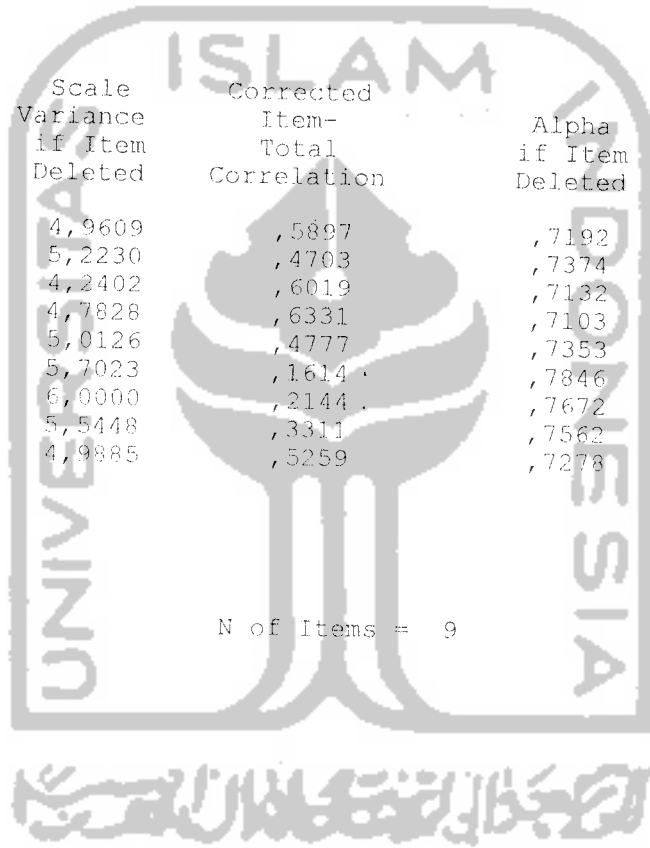 ISLAM
Scale Corrected
Variance Item- Alpha
if Item Total if Item
Deleted Correlation Deleted
4,9609 ,5897 ,7192
5,2230 ,4703 ,7374
4,2402 ,6019 ,7132
4,7828 ,6331 ,7103
5,0126 ,4777 ,7353
5,7023 ,1614 ,7846
6,0000 ,2144 ,7672
5,5448 ,3311 ,7562
4,9885 ,5259 ,7278
N of Items = 9
UNIVERSITAS
INDONESIA